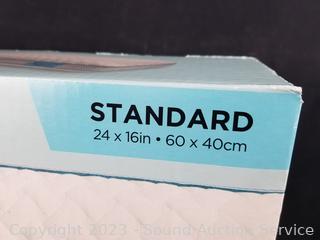 STANDARD
24 x 16in • 60 x 40cm
Copyright 2023 - Sound Auction Service